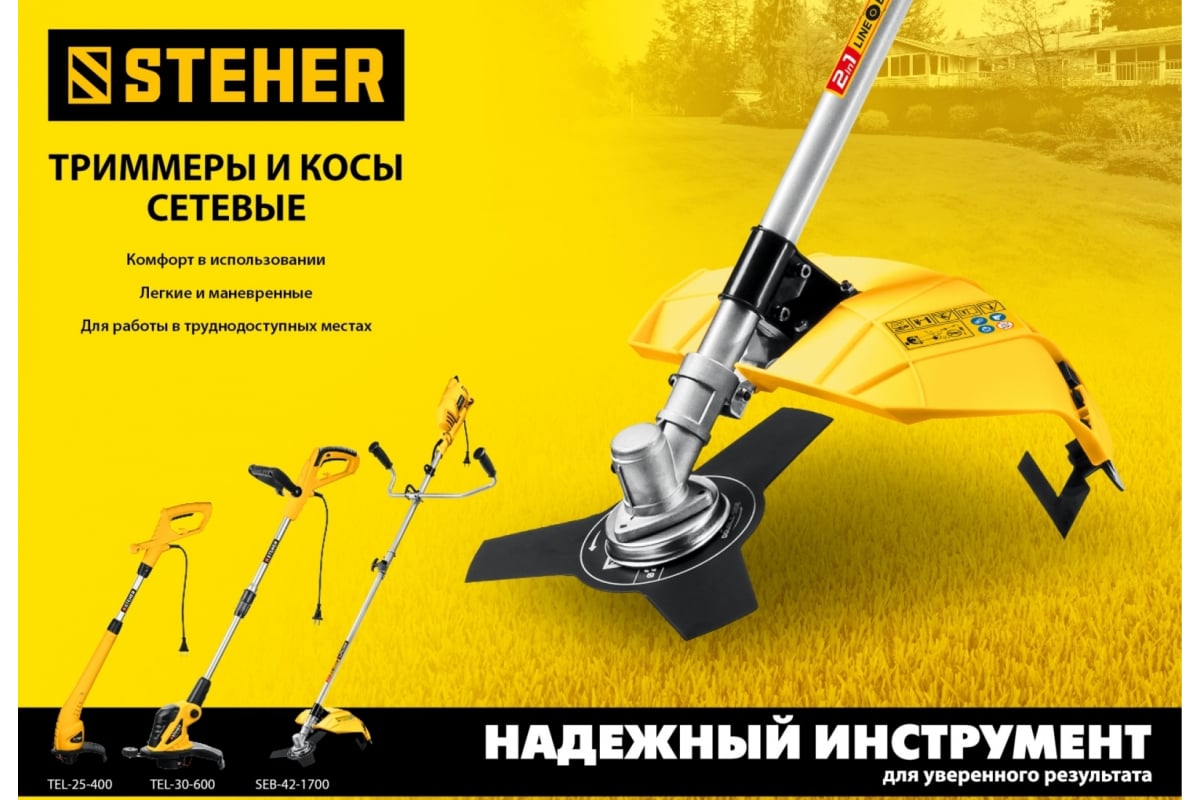 STEHER
ТРИММЕРЫ И КОСЫ
СЕТЕВЫЕ
Комфорт в использовании
Легкие и маневренные
Для работы в труднодоступных местах
2in1 LINE
TEL-25-400
TEL-30-600
SEB-42-1700
НАДЕЖНЫЙ ИНСТРУМЕНТ
для уверенного результата